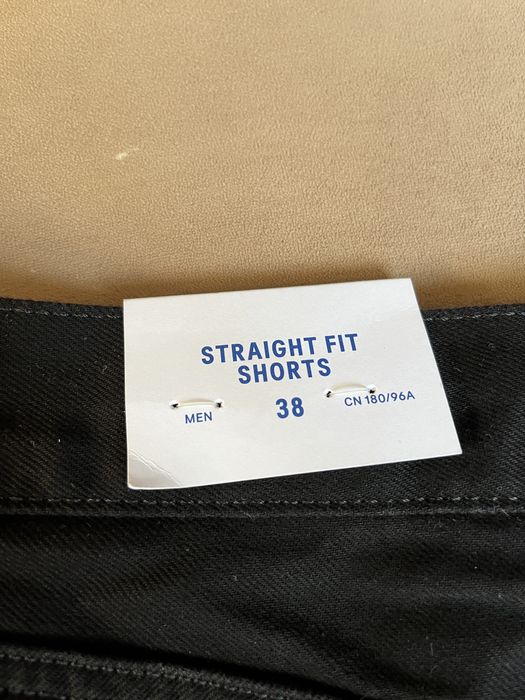 STRAIGHT FIT
SHORTS
MEN 38 CN 180/96A